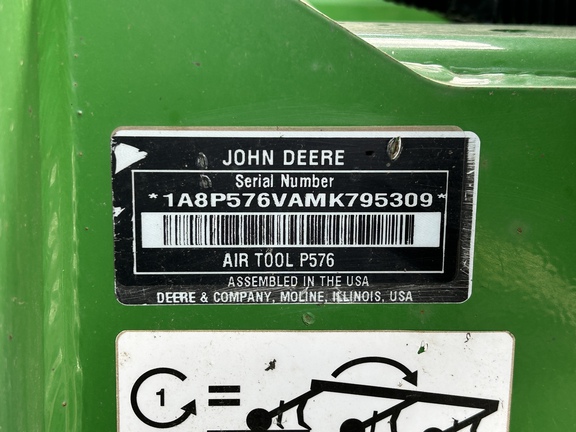 JOHN DEERE
Serial Number
*1A8P576VAMK795309*
AIR TOOL P576
ASSEMBLED IN THE USA
DEERE & COMPANY, MOLINE, ILLINOIS, USA
1 =